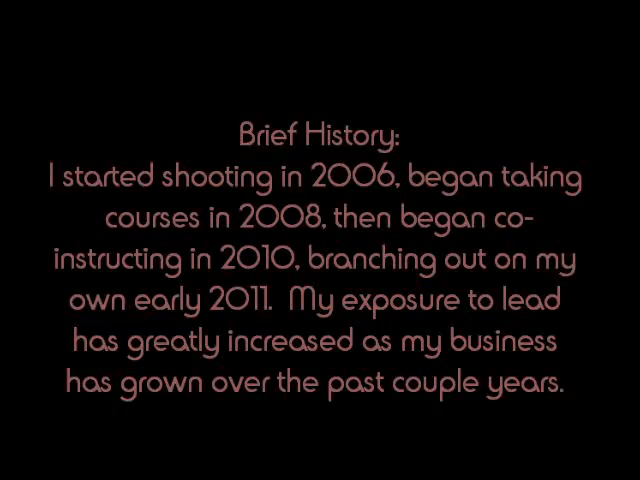 Brief History:
I started shooting in 2006, began taking
courses in 2008, then began co-
instructing in 2010, branching out on my
own early 2011.  My exposure to lead
has greatly increased as my business
has grown over the past couple years.